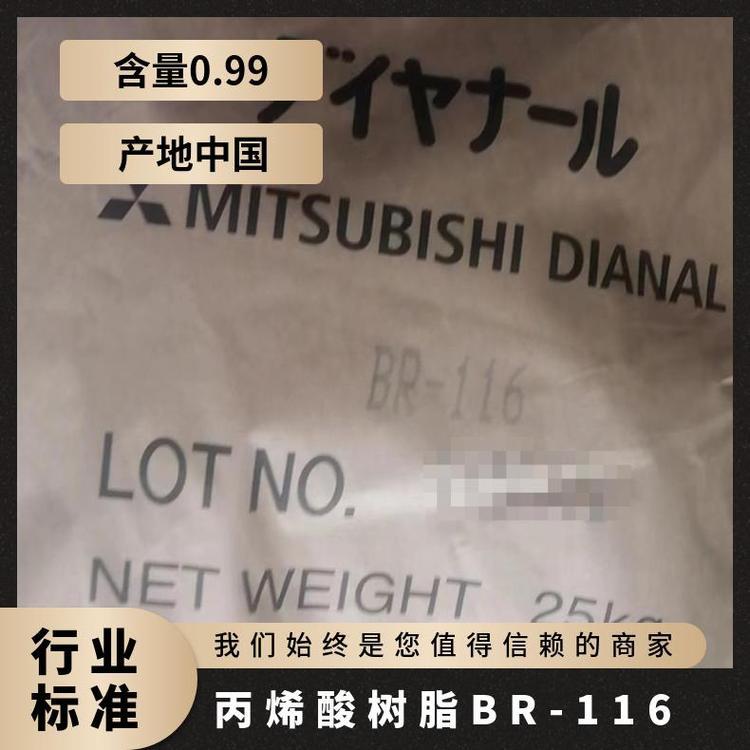 含量0.99
ダイヤナール
产地中国
MITSUBISHI DIANAL
BR-116
LOT NO.
NET WEIGHT 25kg
行业
标准
我们始终是您值得信赖的商家
丙烯酸树脂BR-116